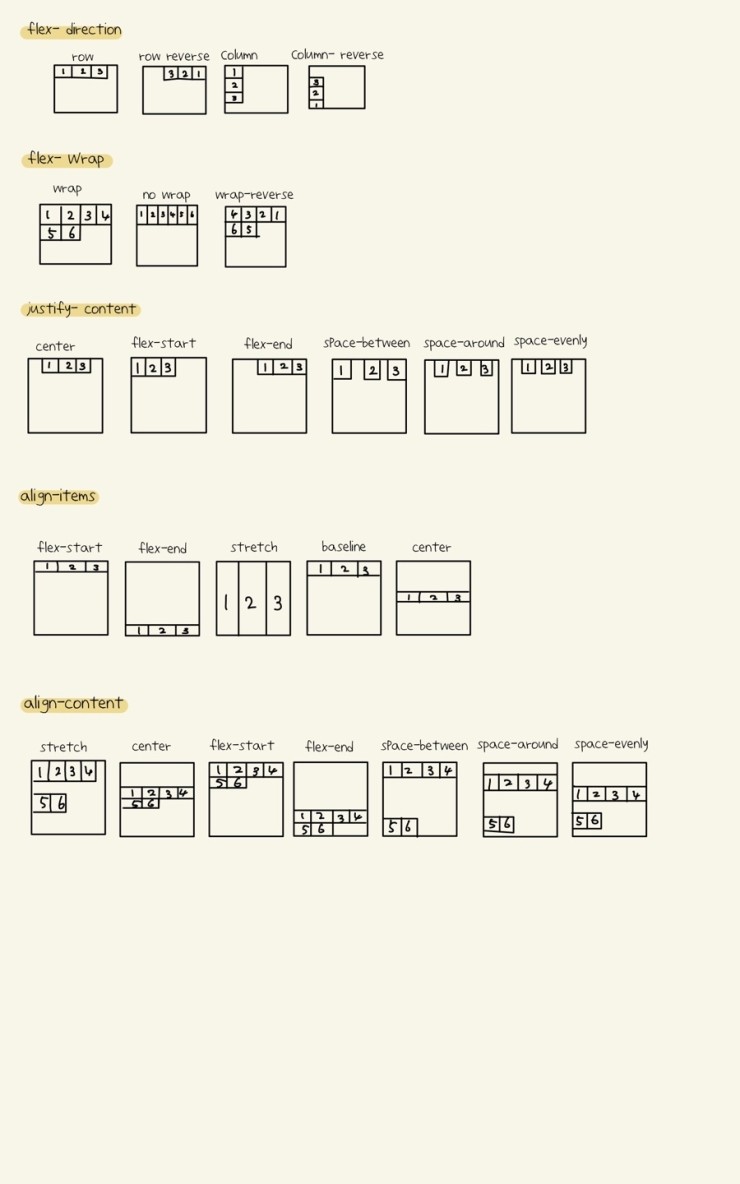 flex- direction
row row reverse Column Column- reverse
1 2 3 3 2 1 1 3
2 2
3 1
flex- Wrap
wrap no wrap wrap-reverse
1 2 3 4 1 2 3 4 5 6 4 3 2 1
5 6 6 5
justify- content
center flex-start flex-end space-between space-around space-evenly
1 2 3 1 2 3 1 2 3 1 2 3 1 2 3 1 2 3
align-items
flex-start flex-end stretch baseline center
1 2 3 1 2 3 1 2 3 1 2 3 1 2 3
align-content
stretch center flex-start flex-end space-between space-around space-evenly
1 2 3 4 1 2 3 4 1 2 3 4 1 2 3 4 1 2 3 4 1 2 3 4 1 2 3 4
5 6 5 6 5 6 5 6 5 6 5 6 5 6